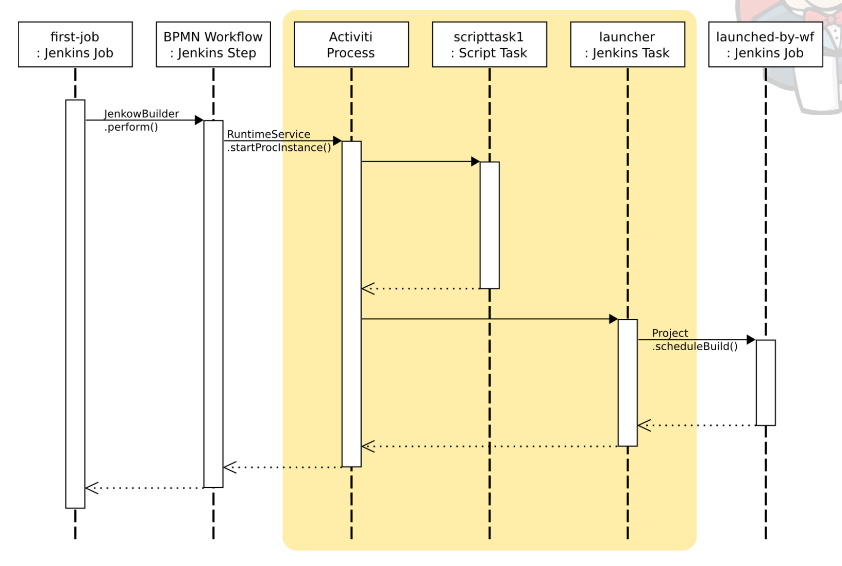 first-job
: Jenkins Job
BPMN Workflow
: Jenkins Step
Activiti
Process
scripttask1
: Script Task
launcher
: Jenkins Task
launched-by-wf
: Jenkins Job
JenkowBuilder
.perform()
RuntimeService
.startProcInstance()
Project
.scheduleBuild()